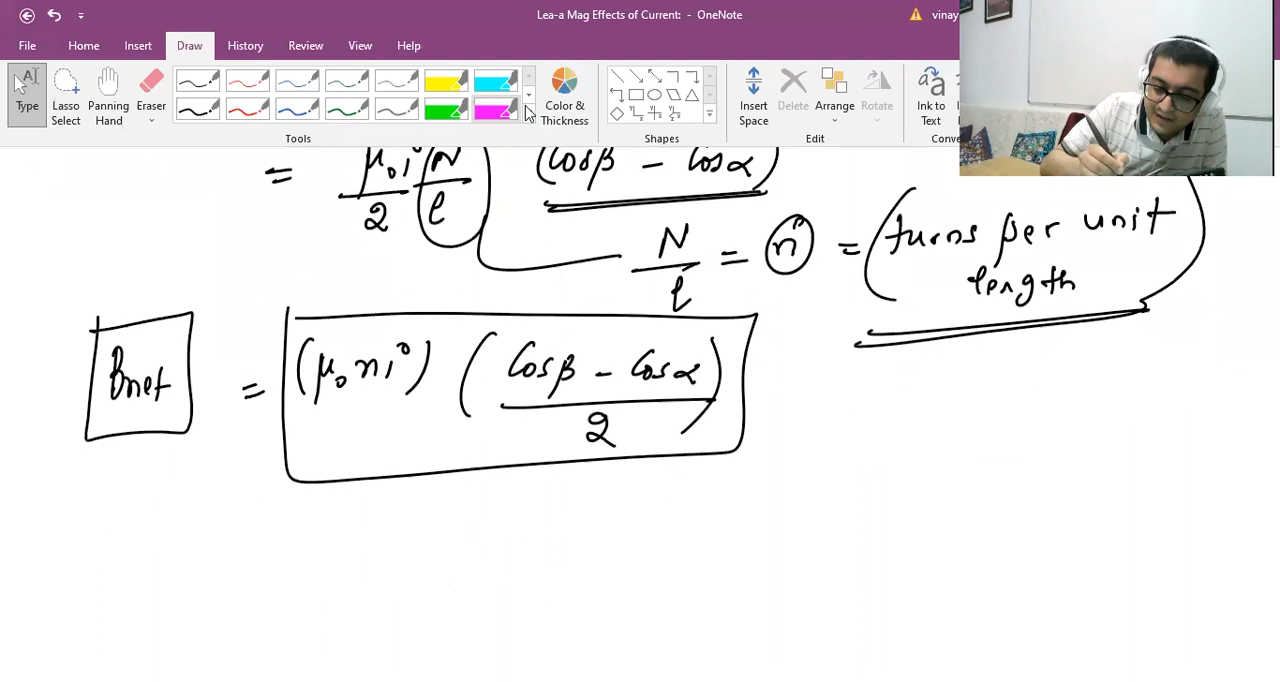 Lea-a Mag Effects of Current: - OneNote
vinay
File Home Insert Draw History Review View Help
Type
Lasso Select
Panning Hand
Eraser
Color & Thickness
Insert Space
Delete
Arrange
Rotate
Ink to Text
Tools
Shapes
Edit
= μ₀i/2 (N/l) (Cosβ - Cosα)
N/l = n = (turns per unit length)
Bnet = (μ₀ni) ((Cosβ - Cosα)/2)